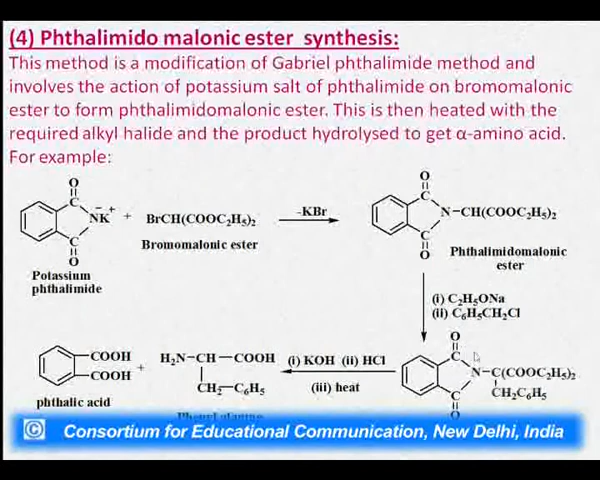 (4) Phthalimido malonic ester synthesis:
This method is a modification of Gabriel phthalimide method and
involves the action of potassium salt of phthalimide on bromomalonic
ester to form phthalimidomalonic ester. This is then heated with the
required alkyl halide and the product hydrolysed to get α-amino acid.
For example:
O
C
NK
C
O
Potassium
phthalimide
+
BrCH(COOC₂H₅)₂
Bromomalonic ester
-KBr
O
C
N-CH(COOC₂H₅)₂
C
O
Phthalimidomalonic
ester
(i) C₂H₅ONa
(ii) C₆H₅CH₂Cl
O
C
N-C(COOC₂H₅)₂
CH₂C₆H₅
C
O
(i) KOH (ii) HCl
(iii) heat
H₂N-CH-COOH
CH₂-C₆H₅
Phenyl alanine
+
COOH
COOH
phthalic acid
© Consortium for Educational Communication, New Delhi, India